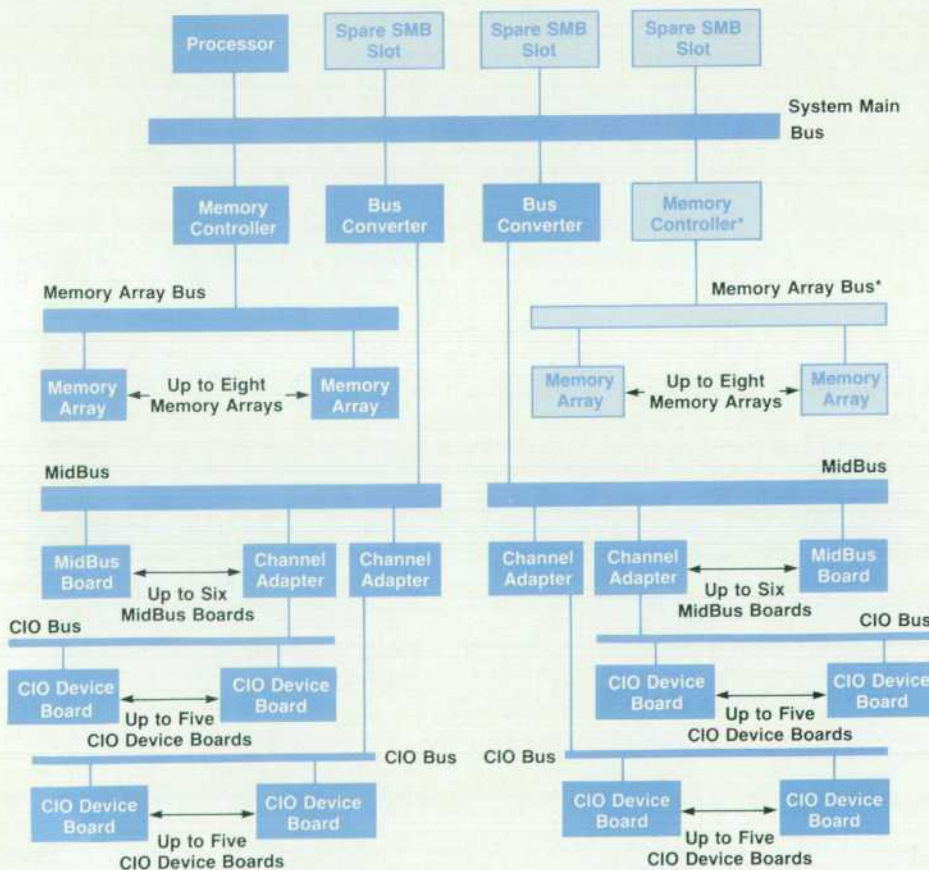 Processor
Spare SMB
Slot
Spare SMB
Slot
Spare SMB
Slot
System Main
Bus
Memory
Controller
Bus
Converter
Bus
Converter
Memory
Controller*
Memory Array Bus
Memory Array Bus*
Memory
Array
Up to Eight
Memory Arrays
Memory
Array
Memory
Array
Up to Eight
Memory Arrays
Memory
Array
MidBus
MidBus
MidBus
Board
Up to Six
MidBus Boards
Channel
Adapter
Channel
Adapter
Channel
Adapter
Channel
Adapter
Up to Six
MidBus Boards
MidBus
Board
CIO Bus
CIO Bus
CIO Device
Board
Up to Five
CIO Device Boards
CIO Device
Board
CIO Device
Board
Up to Five
CIO Device Boards
CIO Device
Board
CIO Bus
CIO Bus
CIO Device
Board
Up to Five
CIO Device Boards
CIO Device
Board
CIO Device
Board
Up to Five
CIO Device Boards
CIO Device
Board